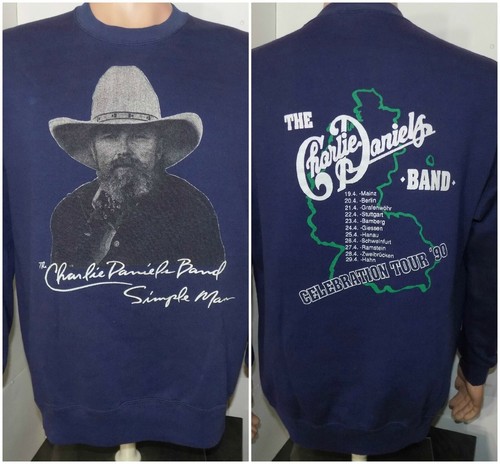 The
Charlie Daniels Band
Simple Man
THE
Charlie Daniels
·BAND·
19.4. -Mainz
20.4. -Berlin
21.4. -Grafenwöhr
22.4. -Stuttgart
23.4. -Bamberg
24.4. -Giessen
25.4. -Hanau
26.4. -Schweinfurt
27.4. -Ramstein
28.4. -Zweibrücken
29.4. -Hahn
CELEBRATION TOUR '90